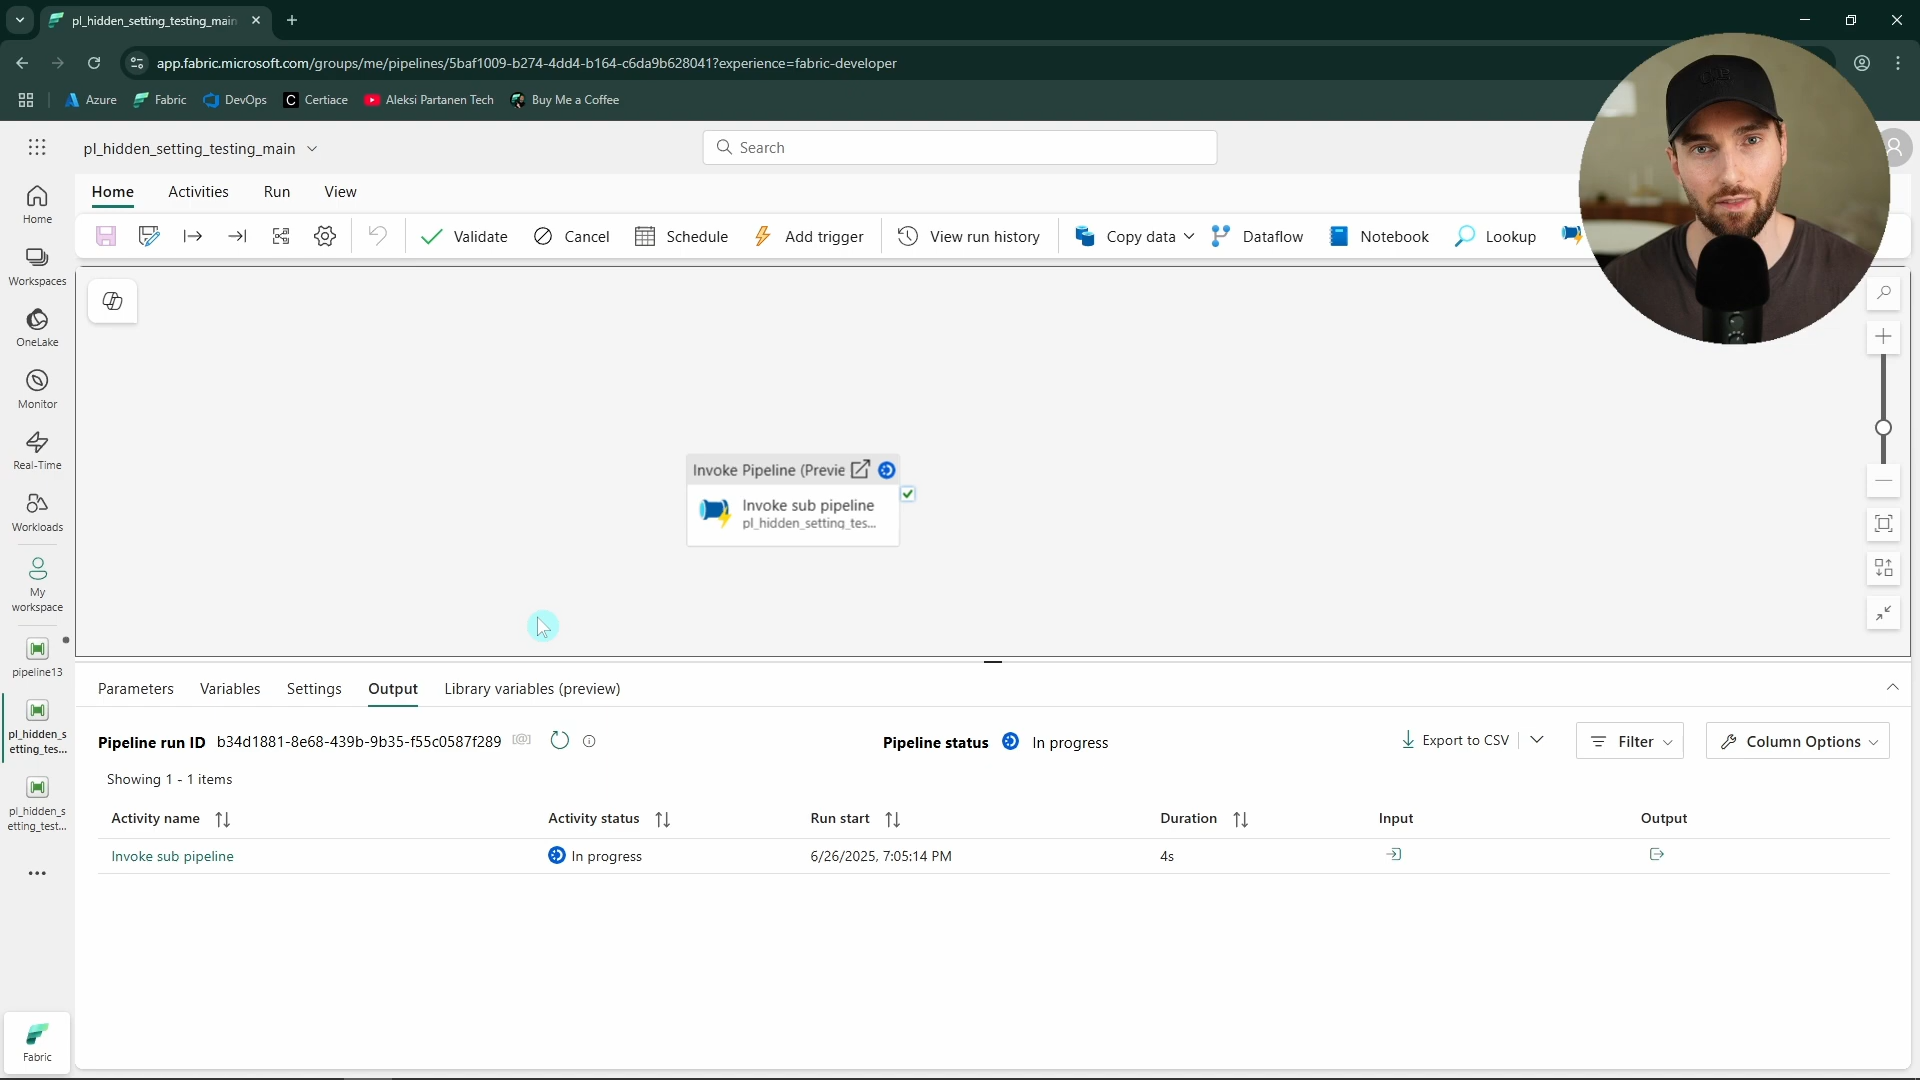 pl_hidden_setting_testing_main
app.fabric.microsoft.com/groups/me/pipelines/5baf1009-b274-4dd4-b164-c6da9b628041?experience=fabric-developer
Azure Fabric DevOps Certiace Aleksi Partanen Tech Buy Me a Coffee
pl_hidden_setting_testing_main
Search
Home Activities Run View
Validate Cancel Schedule Add trigger View run history Copy data Dataflow Notebook Lookup
Home
Workspaces
OneLake
Monitor
Real-Time
Workloads
My
workspace
pipeline13
pl_hidden_s
etting_tes...
pl_hidden_s
etting_test...
Fabric
Invoke Pipeline (Previe
Invoke sub pipeline
pl_hidden_setting_tes...
Parameters Variables Settings Output Library variables (preview)
Pipeline run ID b34d1881-8e68-439b-9b35-f55c0587f289 Pipeline status In progress Export to CSV Filter Column Options
Showing 1 - 1 items
Activity name Activity status Run start Duration Input Output
Invoke sub pipeline In progress 6/26/2025, 7:05:14 PM 4s